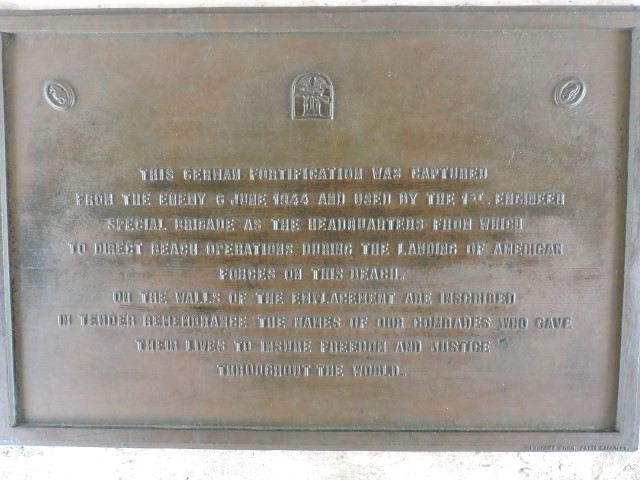 THIS GERMAN FORTIFICATION WAS CAPTURED
FROM THE ENEMY 6 JUNE 1944 AND USED BY THE 1ST. ENGINEER
SPECIAL BRIGADE AS THE HEADQUARTERS FROM WHICH
TO DIRECT BEACH OPERATIONS DURING THE LANDING OF AMERICAN
FORCES ON THIS BEACH.
ON THE WALLS OF THE EMPLACEMENT ARE INSCRIBED
IN TENDER REMEMBRANCE THE NAMES OF OUR COMRADES WHO GAVE
THEIR LIVES TO INSURE FREEDOM AND JUSTICE
THROUGHOUT THE WORLD.